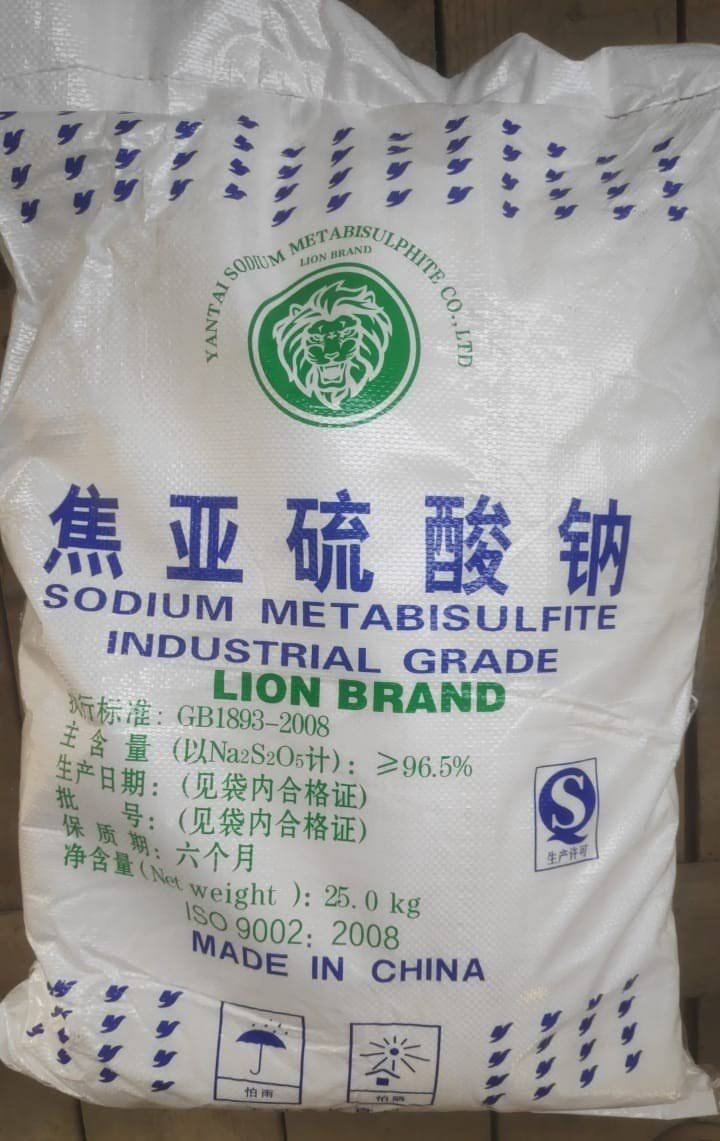 YANTAI SODIUM METABISULPHITE CO., LTD
LION BRAND
焦亚硫酸钠
SODIUM METABISULFITE
INDUSTRIAL GRADE
LION BRAND
执行标准: GB1893-2008
主含量 (以Na2S2O5计): ≥96.5%
生产日期: (见袋内合格证)
批 号: (见袋内合格证)
保质期: 六个月
净含量(Net weight ): 25.0 kg
ISO 9002: 2008
MADE IN CHINA
生产许可
怕雨
怕晒